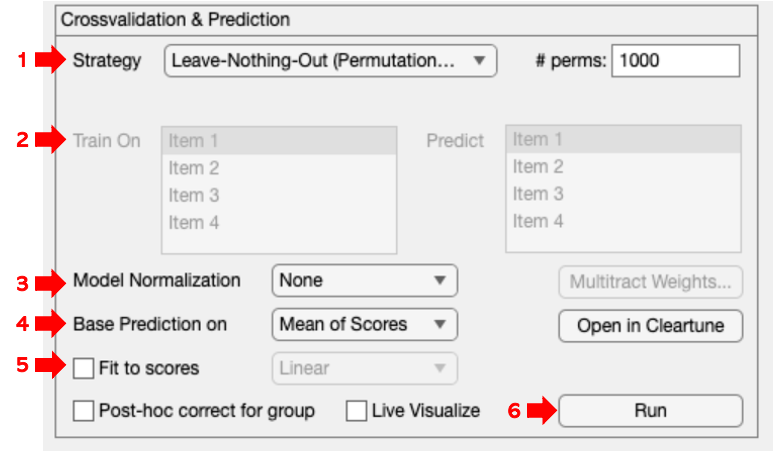 Crossvalidation & Prediction
1 Strategy Leave-Nothing-Out (Permutation... # perms: 1000
2 Train On Item 1 Predict Item 1
Item 2 Item 2
Item 3 Item 3
Item 4 Item 4
3 Model Normalization None Multitract Weights...
4 Base Prediction on Mean of Scores Open in Cleartune
5 Fit to scores Linear
Post-hoc correct for group Live Visualize 6 Run